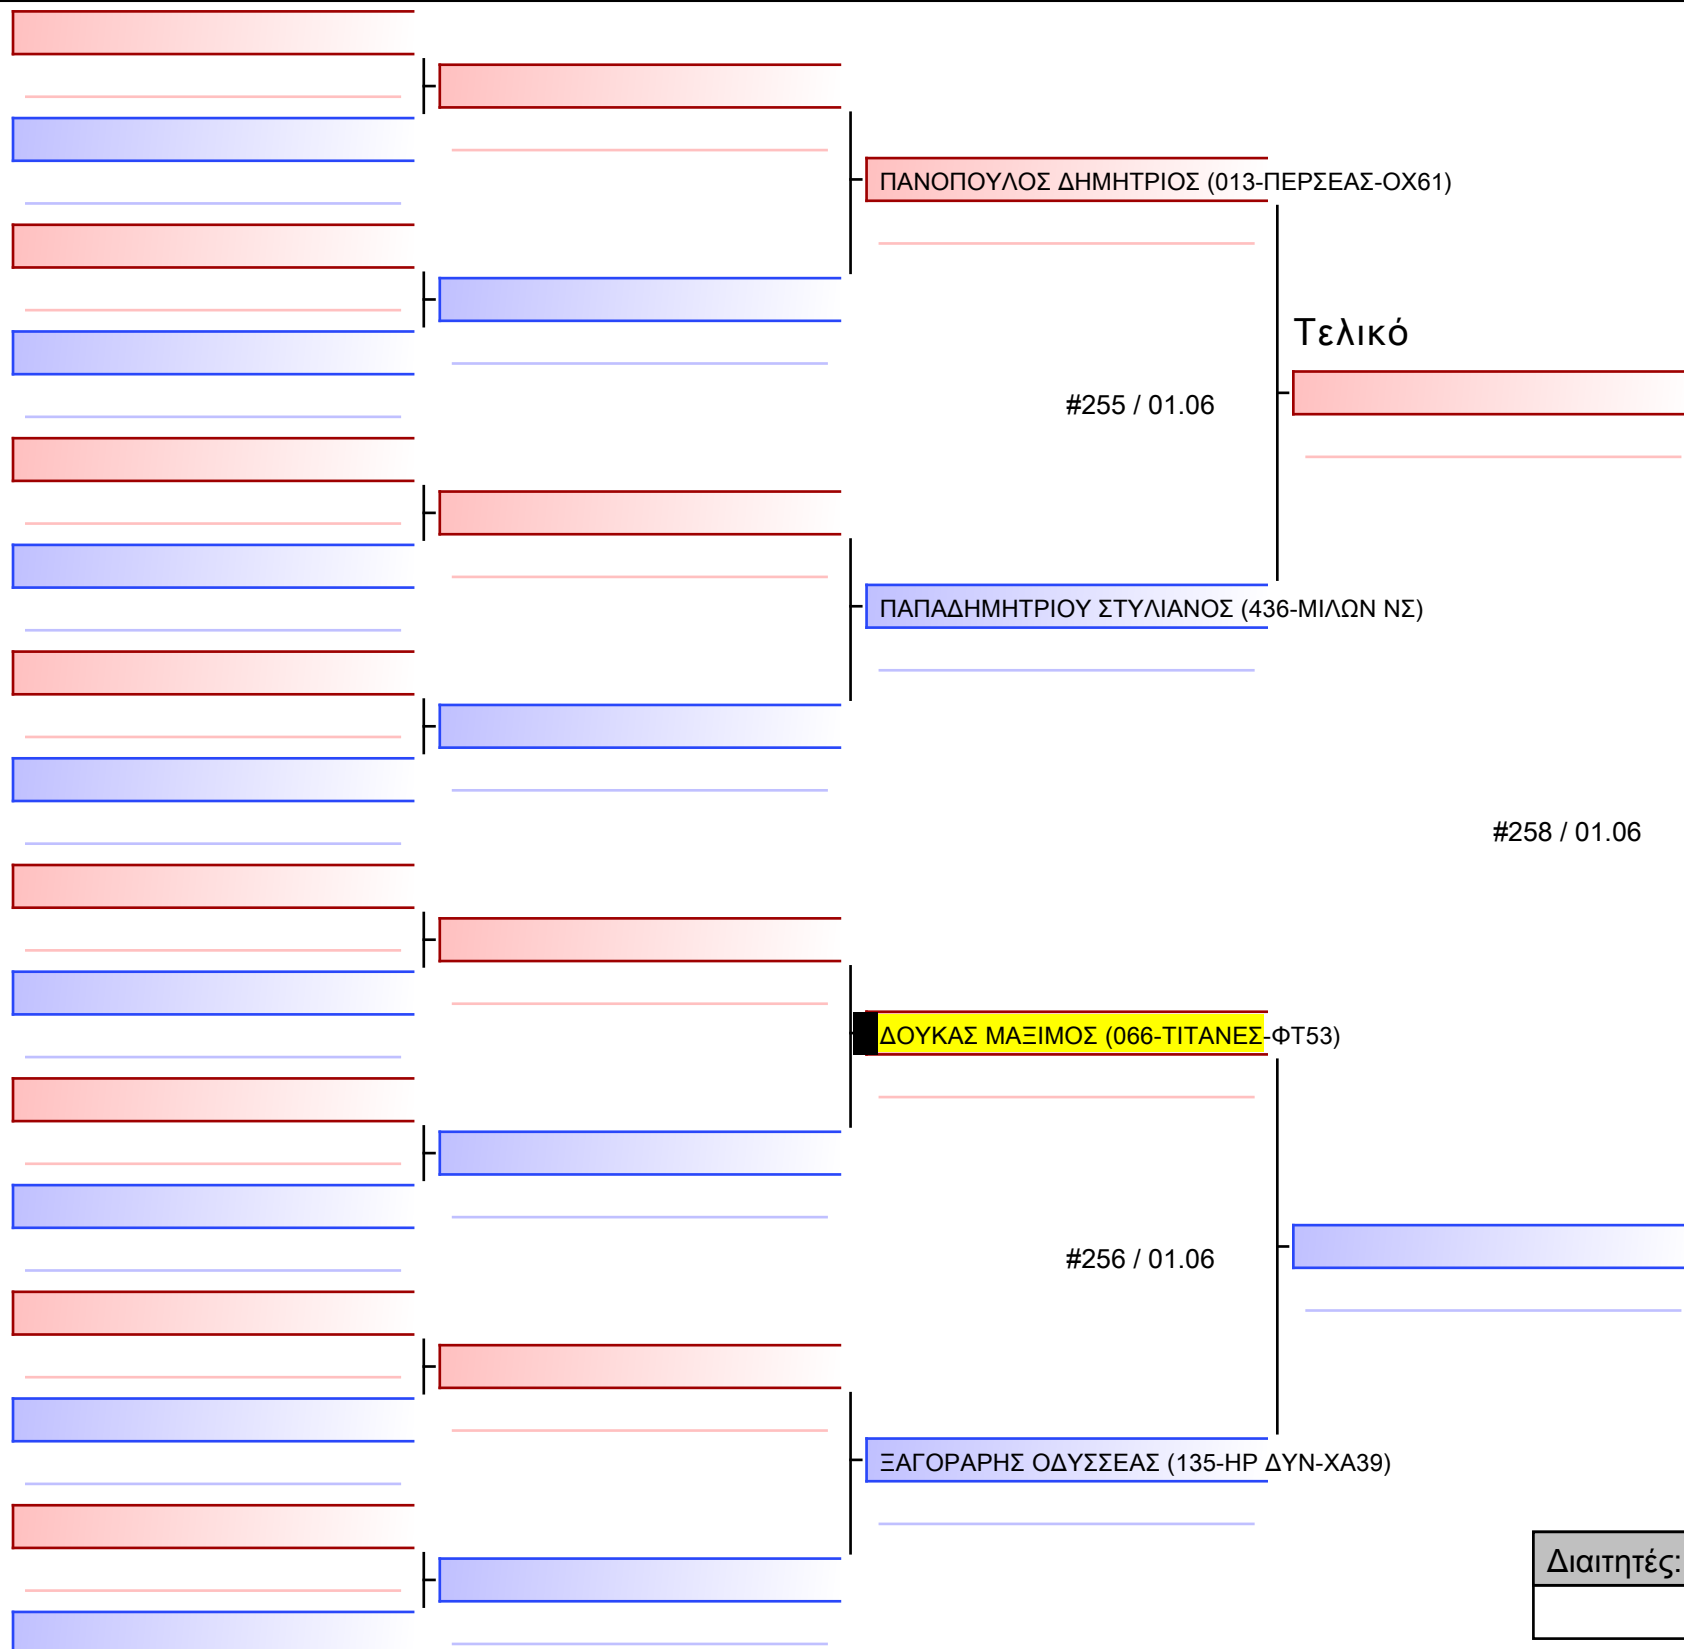 ΠΑΝΟΠΟΥΛΟΣ ΔΗΜΗΤΡΙΟΣ (013-ΠΕΡΣΕΑΣ-ΟΧ61)
Τελικό
#255 / 01.06
ΠΑΠΑΔΗΜΗΤΡΙΟΥ ΣΤΥΛΙΑΝΟΣ (436-ΜΙΛΩΝ ΝΣ)
#258 / 01.06
ΔΟΥΚΑΣ ΜΑΞΙΜΟΣ (066-ΤΙΤΑΝΕΣ-ΦΤ53)
#256 / 01.06
ΞΑΓΟΡΑΡΗΣ ΟΔΥΣΣΕΑΣ (135-ΗΡ ΔΥΝ-ΧΑ39)
Διαιτητές: